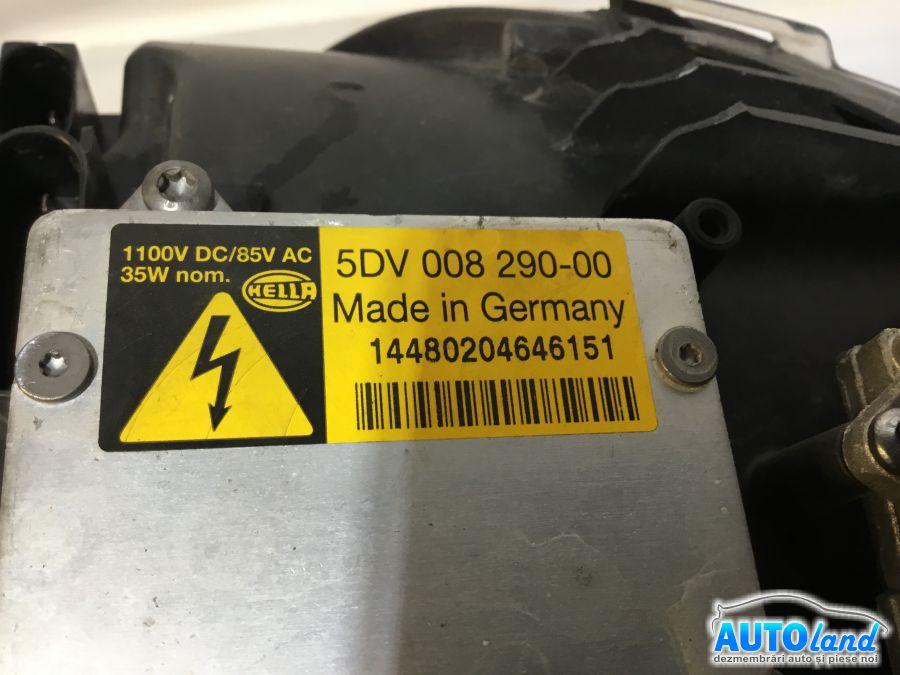 1100V DC/85V AC
35W nom.
HELLA
5DV 008 290-00
Made in Germany
14480204646151
AUTOland
dezmembrări auto și piese noi